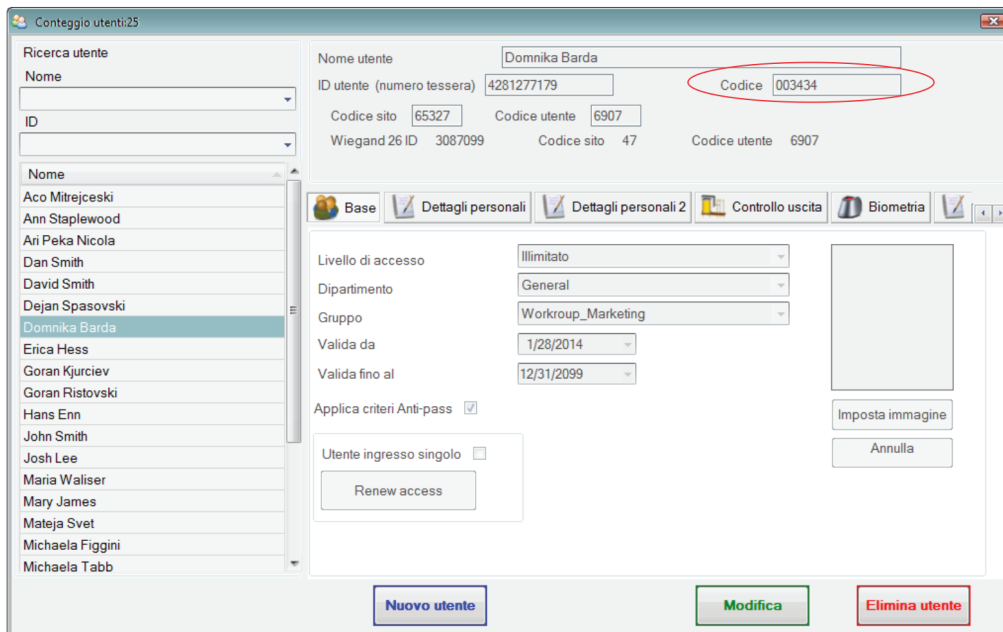 Conteggio utenti:25
Ricerca utente
Nome
ID
Nome
Aco Mitrejceski
Ann Staplewood
Ari Peka Nicola
Dan Smith
David Smith
Dejan Spasovski
Domnika Barda
Erica Hess
Goran Kjurciev
Goran Ristovski
Hans Enn
John Smith
Josh Lee
Maria Waliser
Mary James
Mateja Svet
Michaela Figgini
Michaela Tabb
Nome utente Domnika Barda
ID utente (numero tessera) 4281277179 Codice 003434
Codice sito 65327 Codice utente 6907
Wiegand 26 ID 3087099 Codice sito 47 Codice utente 6907
Base Dettagli personali Dettagli personali 2 Controllo uscita Biometria
Livello di accesso Illimitato
Dipartimento General
Gruppo Workroup_Marketing
Valida da 1/28/2014
Valida fino al 12/31/2099
Applica criteri Anti-pass
Utente ingresso singolo
Renew access
Imposta immagine
Annulla
Nuovo utente Modifica Elimina utente